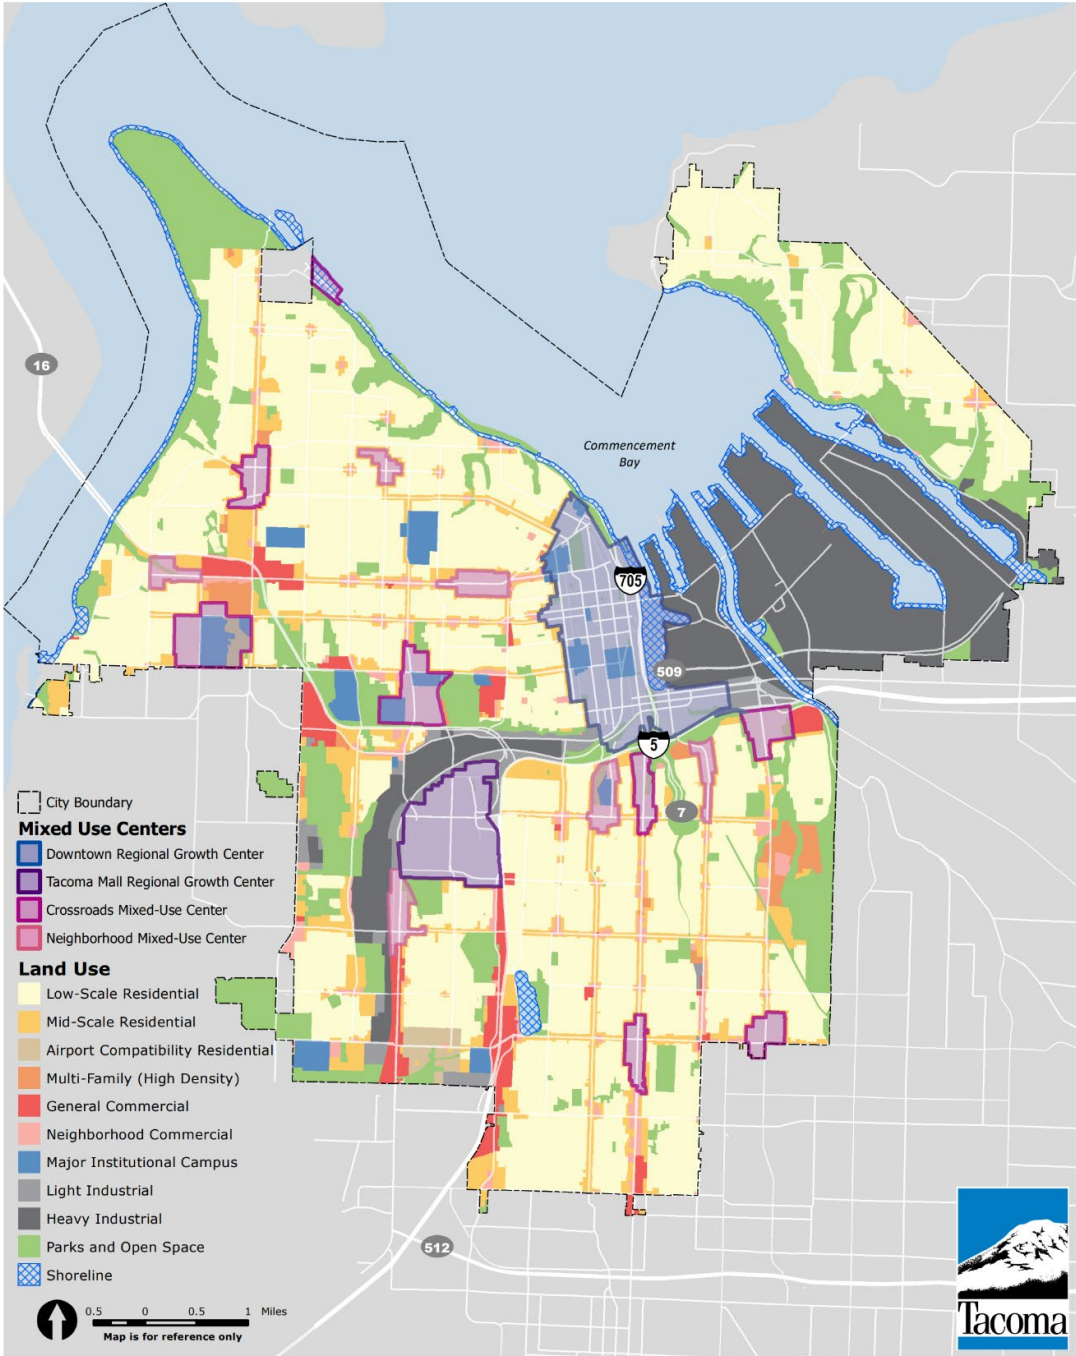 16
Commencement
Bay
705
509
5
7
City Boundary
Mixed Use Centers
Downtown Regional Growth Center
Tacoma Mall Regional Growth Center
Crossroads Mixed-Use Center
Neighborhood Mixed-Use Center
Land Use
Low-Scale Residential
Mid-Scale Residential
Airport Compatibility Residential
Multi-Family (High Density)
General Commercial
Neighborhood Commercial
Major Institutional Campus
Light Industrial
Heavy Industrial
Parks and Open Space
Shoreline
512
0.5 0 0.5 1 Miles
Map is for reference only
Tacoma